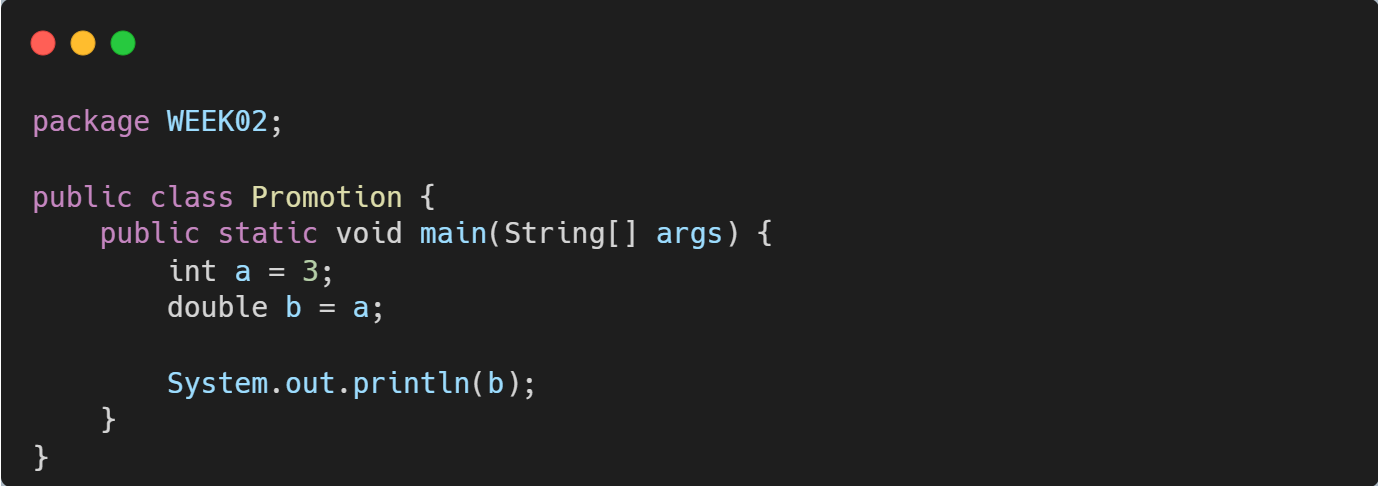 package WEEK02;
public class Promotion {
    public static void main(String[] args) {
        int a = 3;
        double b = a;
        System.out.println(b);
    }
}